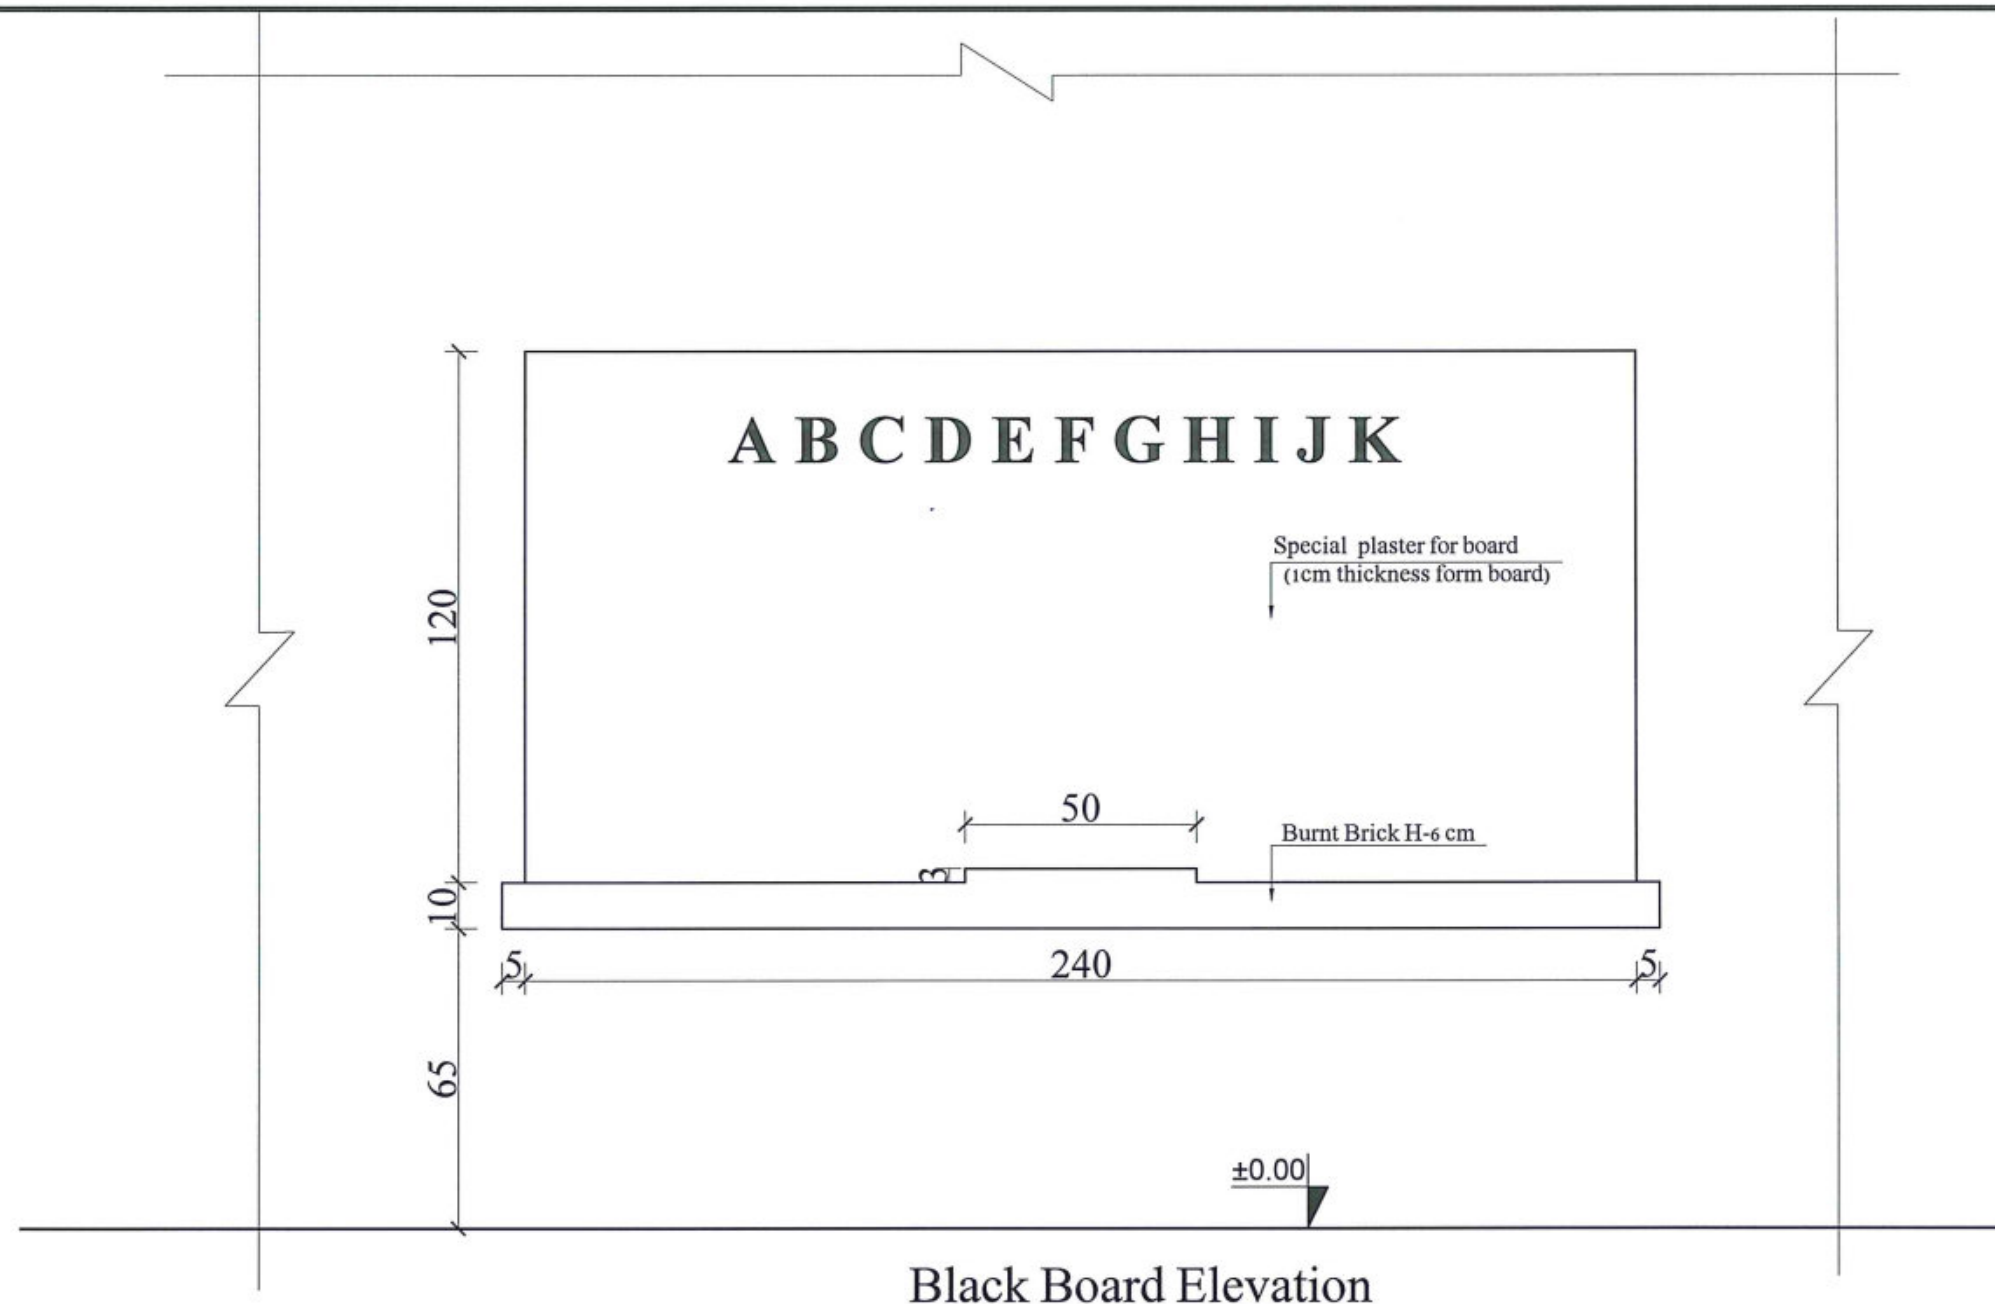 A B C D E F G H I J K
Special plaster for board
(1cm thickness form board)
120
50
Burnt Brick H-6 cm
3
10
5
240
5
65
±0.00
Black Board Elevation